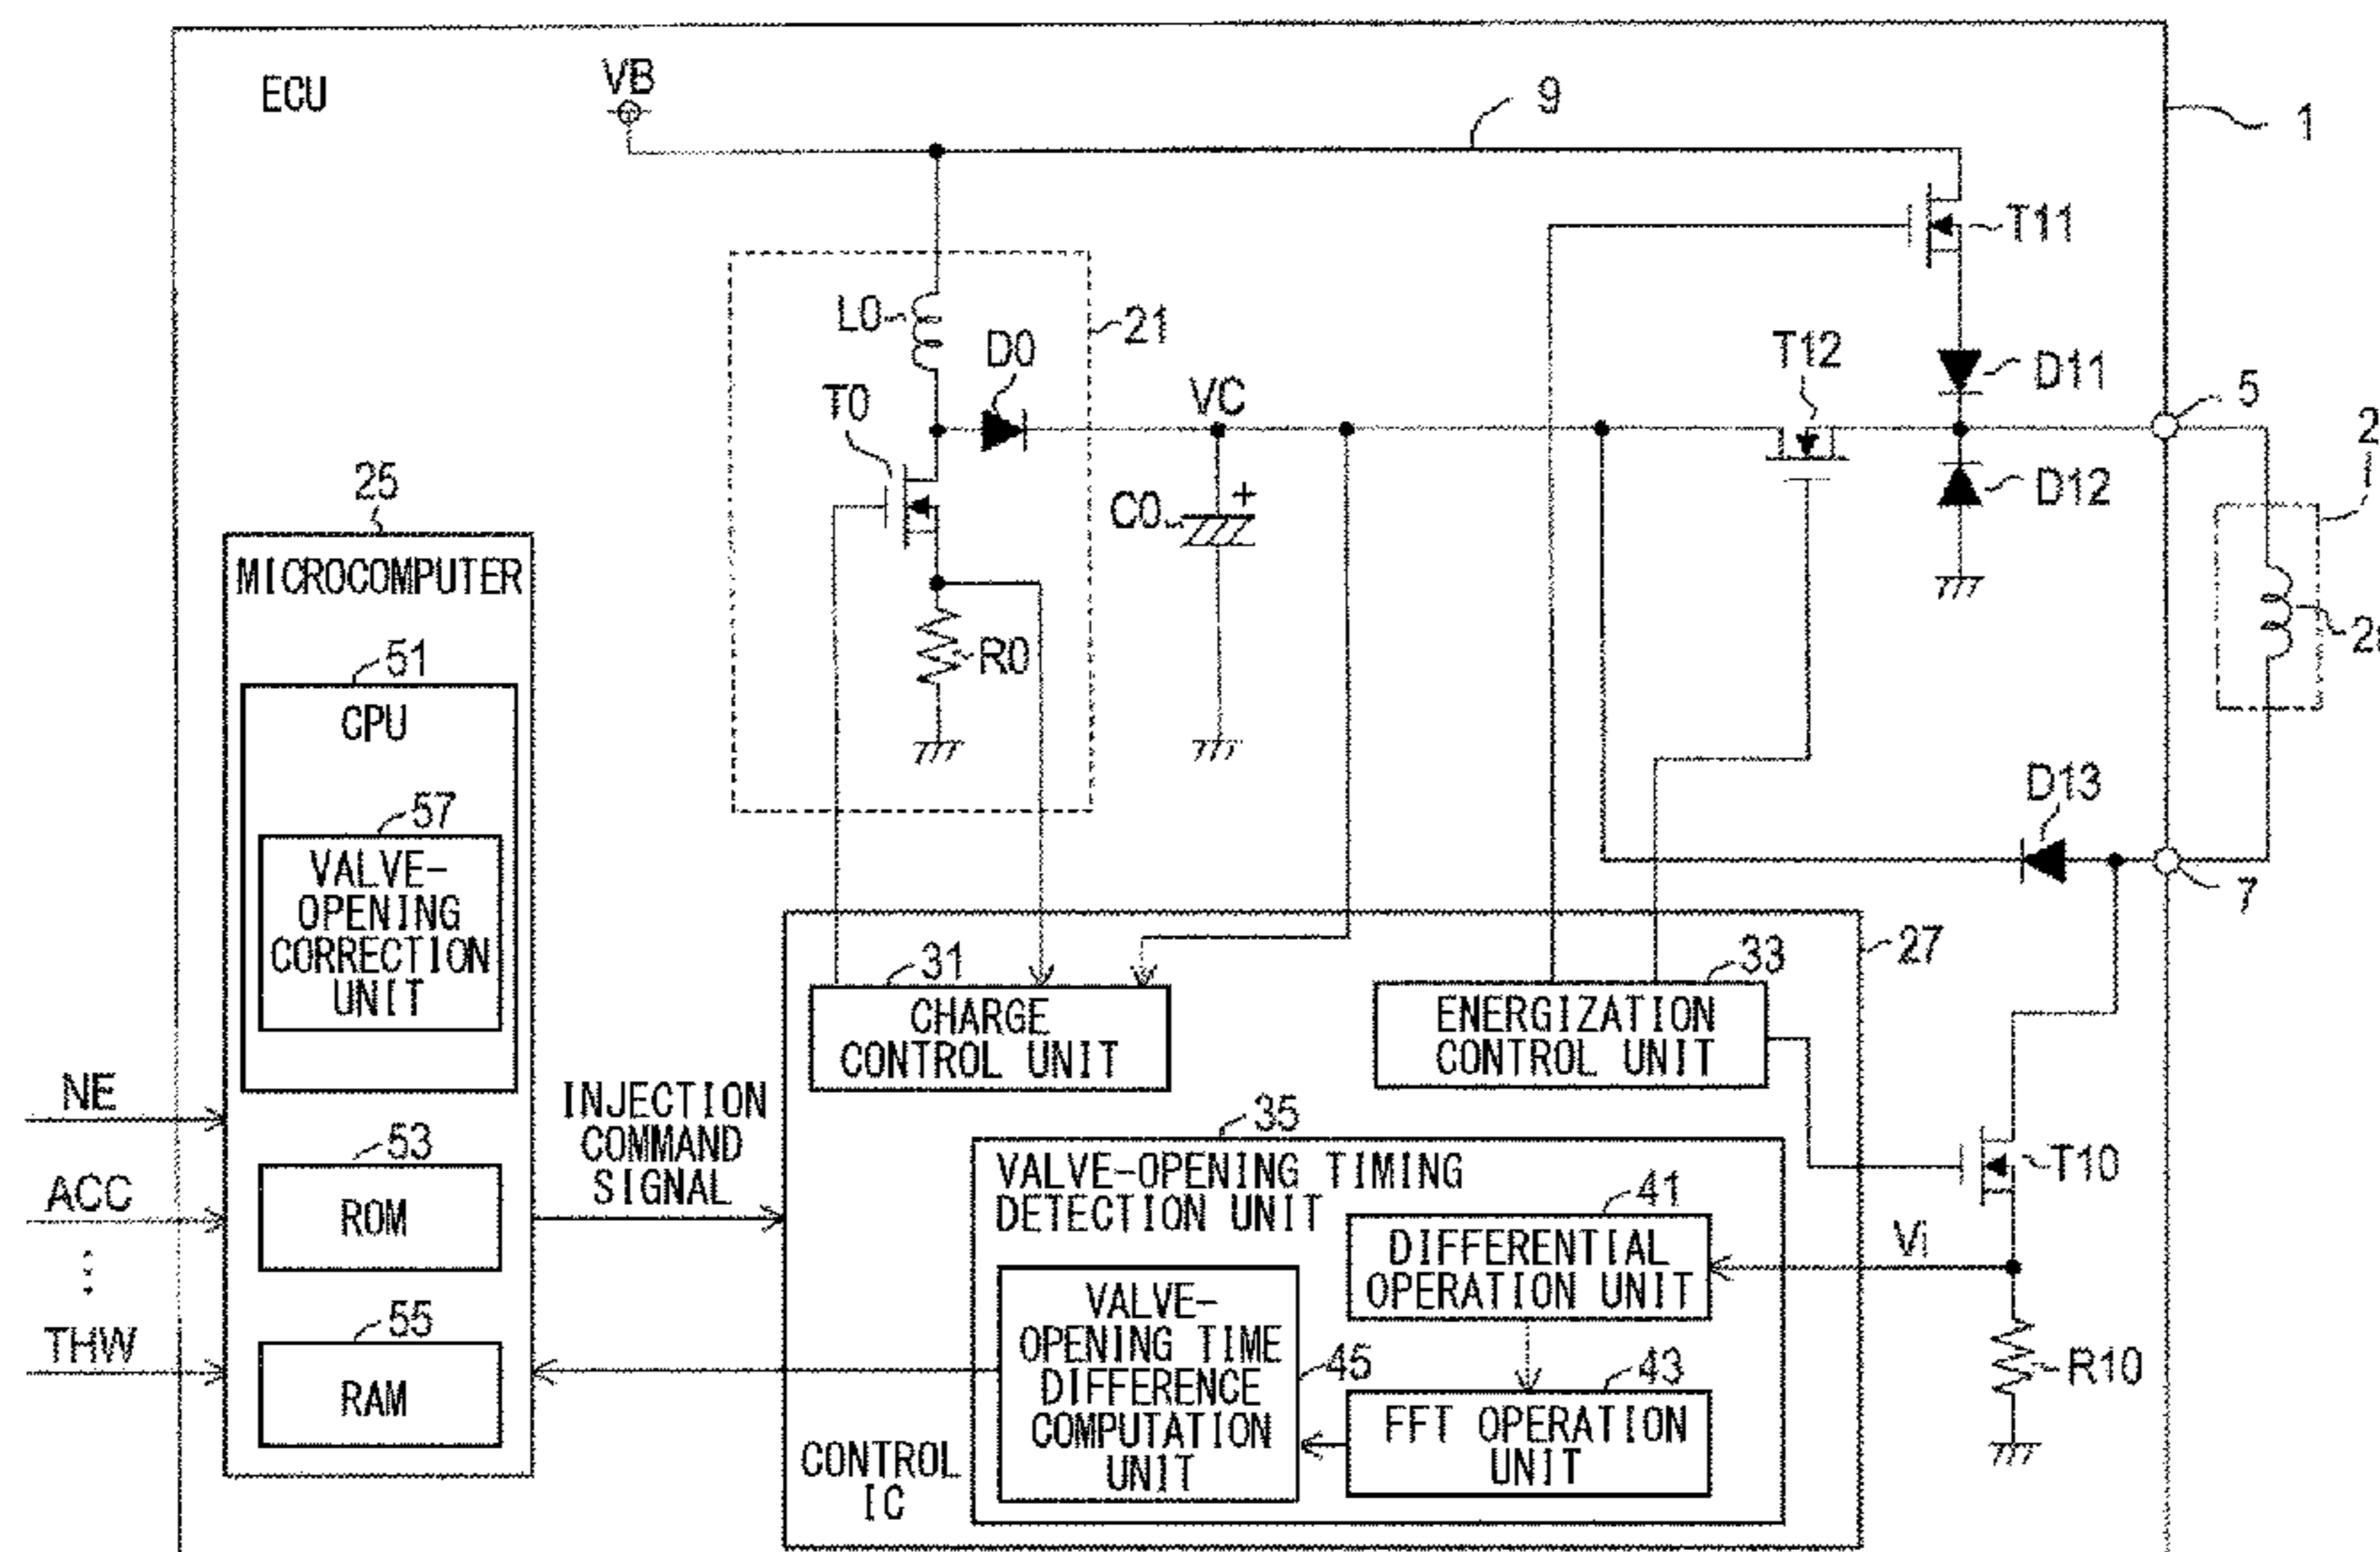 ECU
VB
9
1
T11
L0
21
D0
T12
D11
5
2
T0
VC
25
C0
+
D12
MICROCOMPUTER
R0
51
CPU
D13
57
VALVE-
OPENING
CORRECTION
UNIT
7
27
31
33
CHARGE
CONTROL UNIT
ENERGIZATION
CONTROL UNIT
NE
INJECTION
COMMAND
SIGNAL
53
ROM
ACC
35
VALVE-OPENING TIMING
DETECTION UNIT
T10
41
DIFFERENTIAL
OPERATION UNIT
Vi
VALVE-
OPENING TIME
DIFFERENCE
COMPUTATION
UNIT
55
RAM
THW
45
43
FFT OPERATION
UNIT
R10
CONTROL
IC